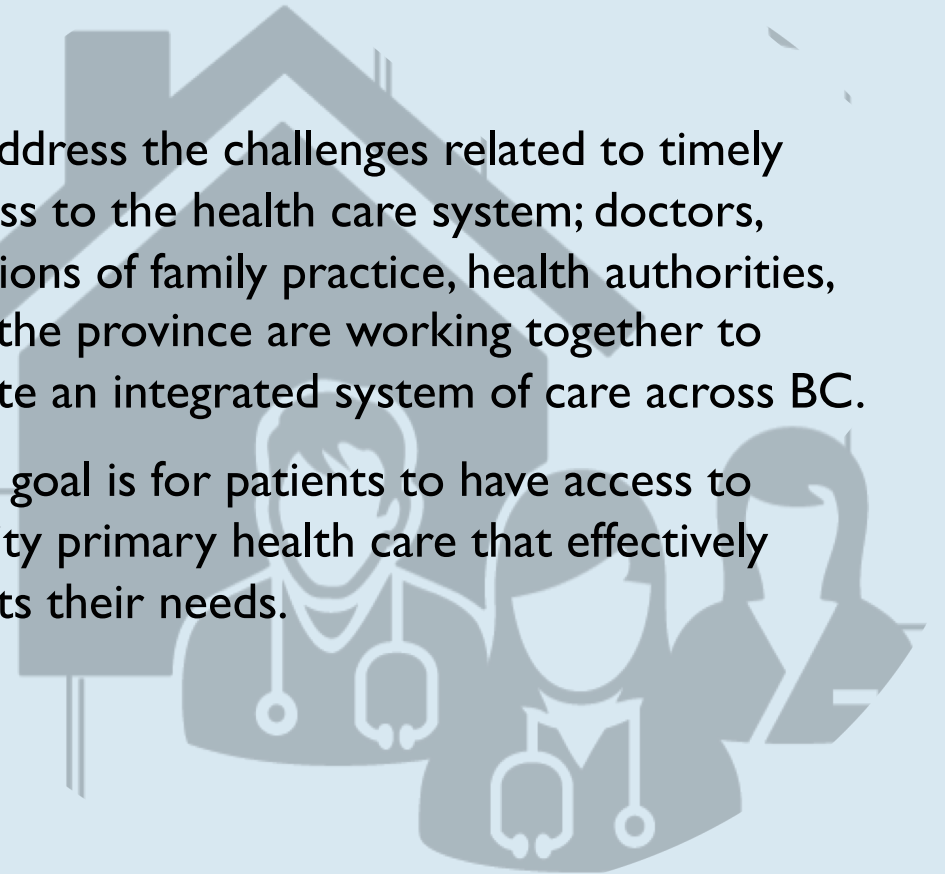 ddress the challenges related to timely
ss to the health care system; doctors,
ions of family practice, health authorities,
the province are working together to
te an integrated system of care across BC.
goal is for patients to have access to
ty primary health care that effectively
ts their needs.